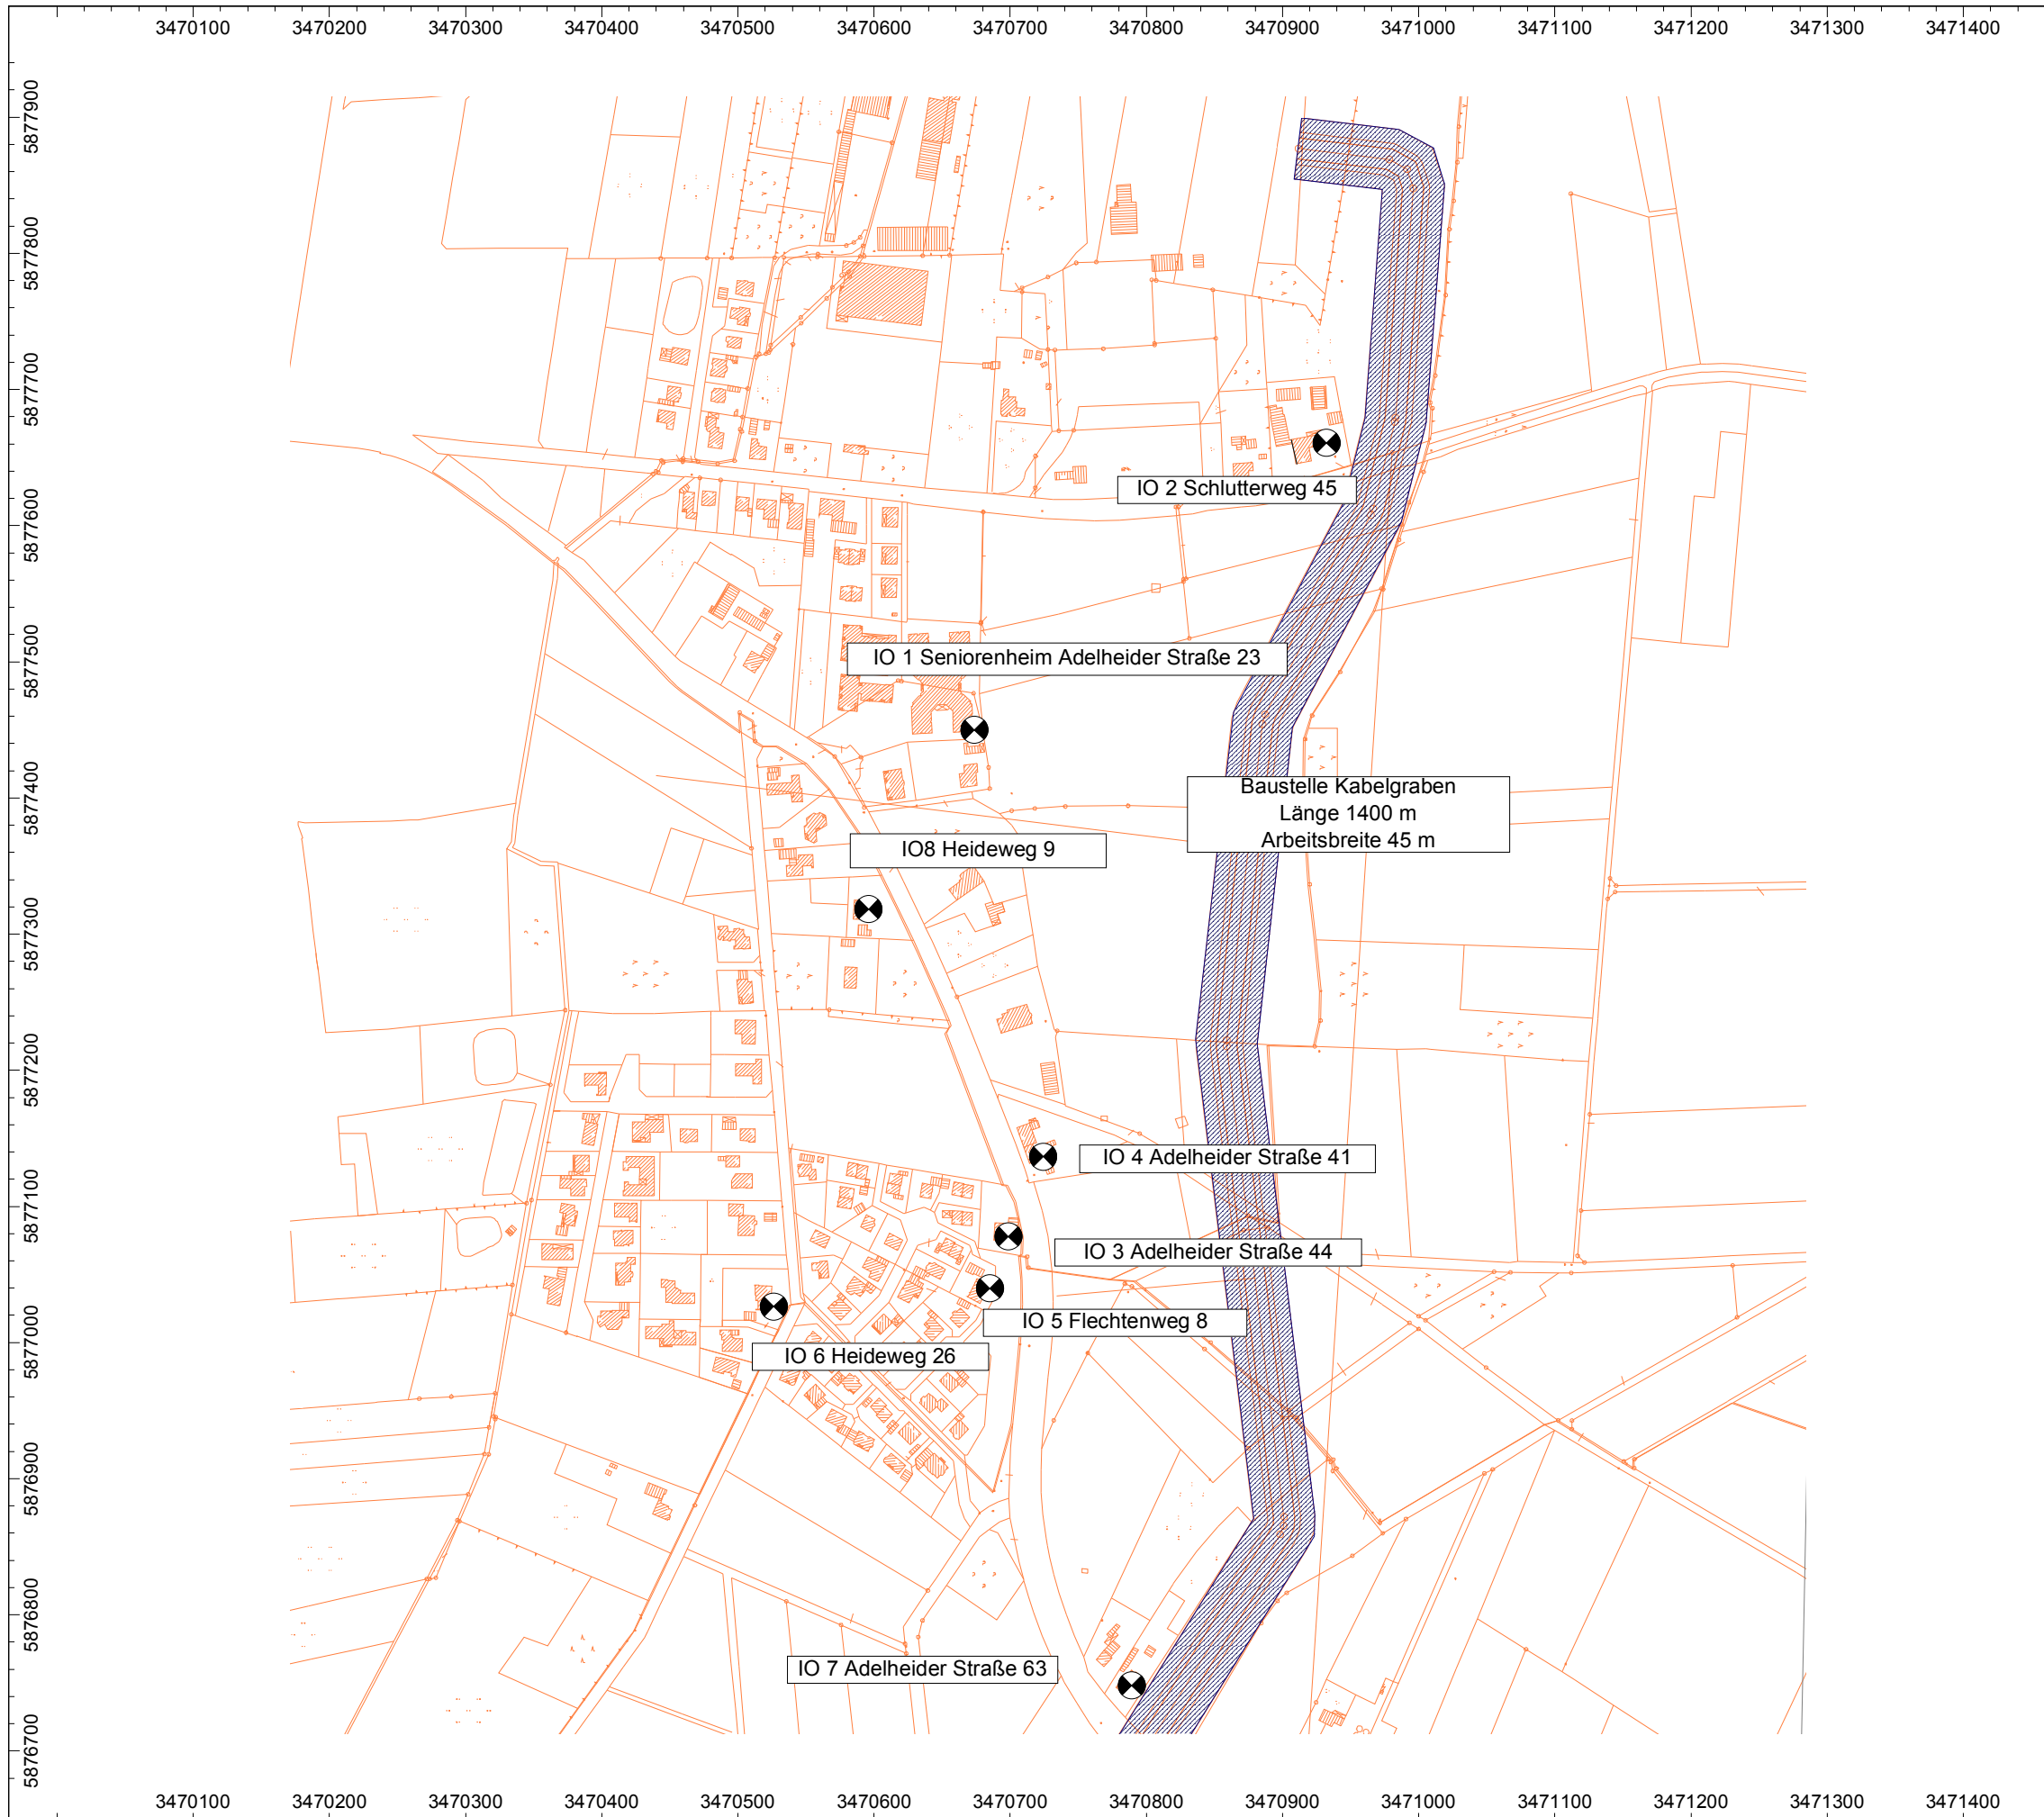 3470100 3470200 3470300 3470400 3470500 3470600 3470700 3470800 3470900 3471000 3471100 3471200 3471300 3471400
5877900
5877800
5877700
5877600
5877500
5877400
5877300
5877200
5877100
5877000
5876900
5876800
5876700
IO 2 Schlutterweg 45
IO 1 Seniorenheim Adelheider Straße 23
Baustelle Kabelgraben
Länge 1400 m
Arbeitsbreite 45 m
IO8 Heideweg 9
IO 4 Adelheider Straße 41
IO 3 Adelheider Straße 44
IO 5 Flechtenweg 8
IO 6 Heideweg 26
IO 7 Adelheider Straße 63
3470100 3470200 3470300 3470400 3470500 3470600 3470700 3470800 3470900 3471000 3471100 3471200 3471300 3471400